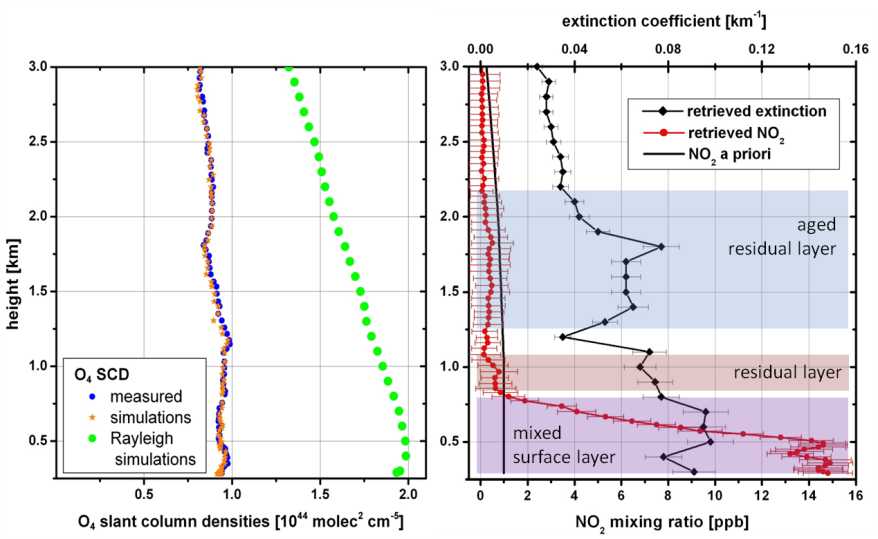 extinction coefficient [km⁻¹]
0.00 0.04 0.08 0.12 0.16
3.0
2.5
2.0
1.5
1.0
0.5
height [km]
O₄ SCD
measured
simulations
Rayleigh
simulations
0.5 1.0 1.5 2.0
O₄ slant column densities [10⁴⁴ molec² cm⁻⁵]
3.0
2.5
2.0
1.5
1.0
0.5
retrieved extinction
retrieved NO₂
NO₂ a priori
aged
residual layer
residual layer
mixed
surface layer
0 2 4 6 8 10 12 14 16
NO₂ mixing ratio [ppb]